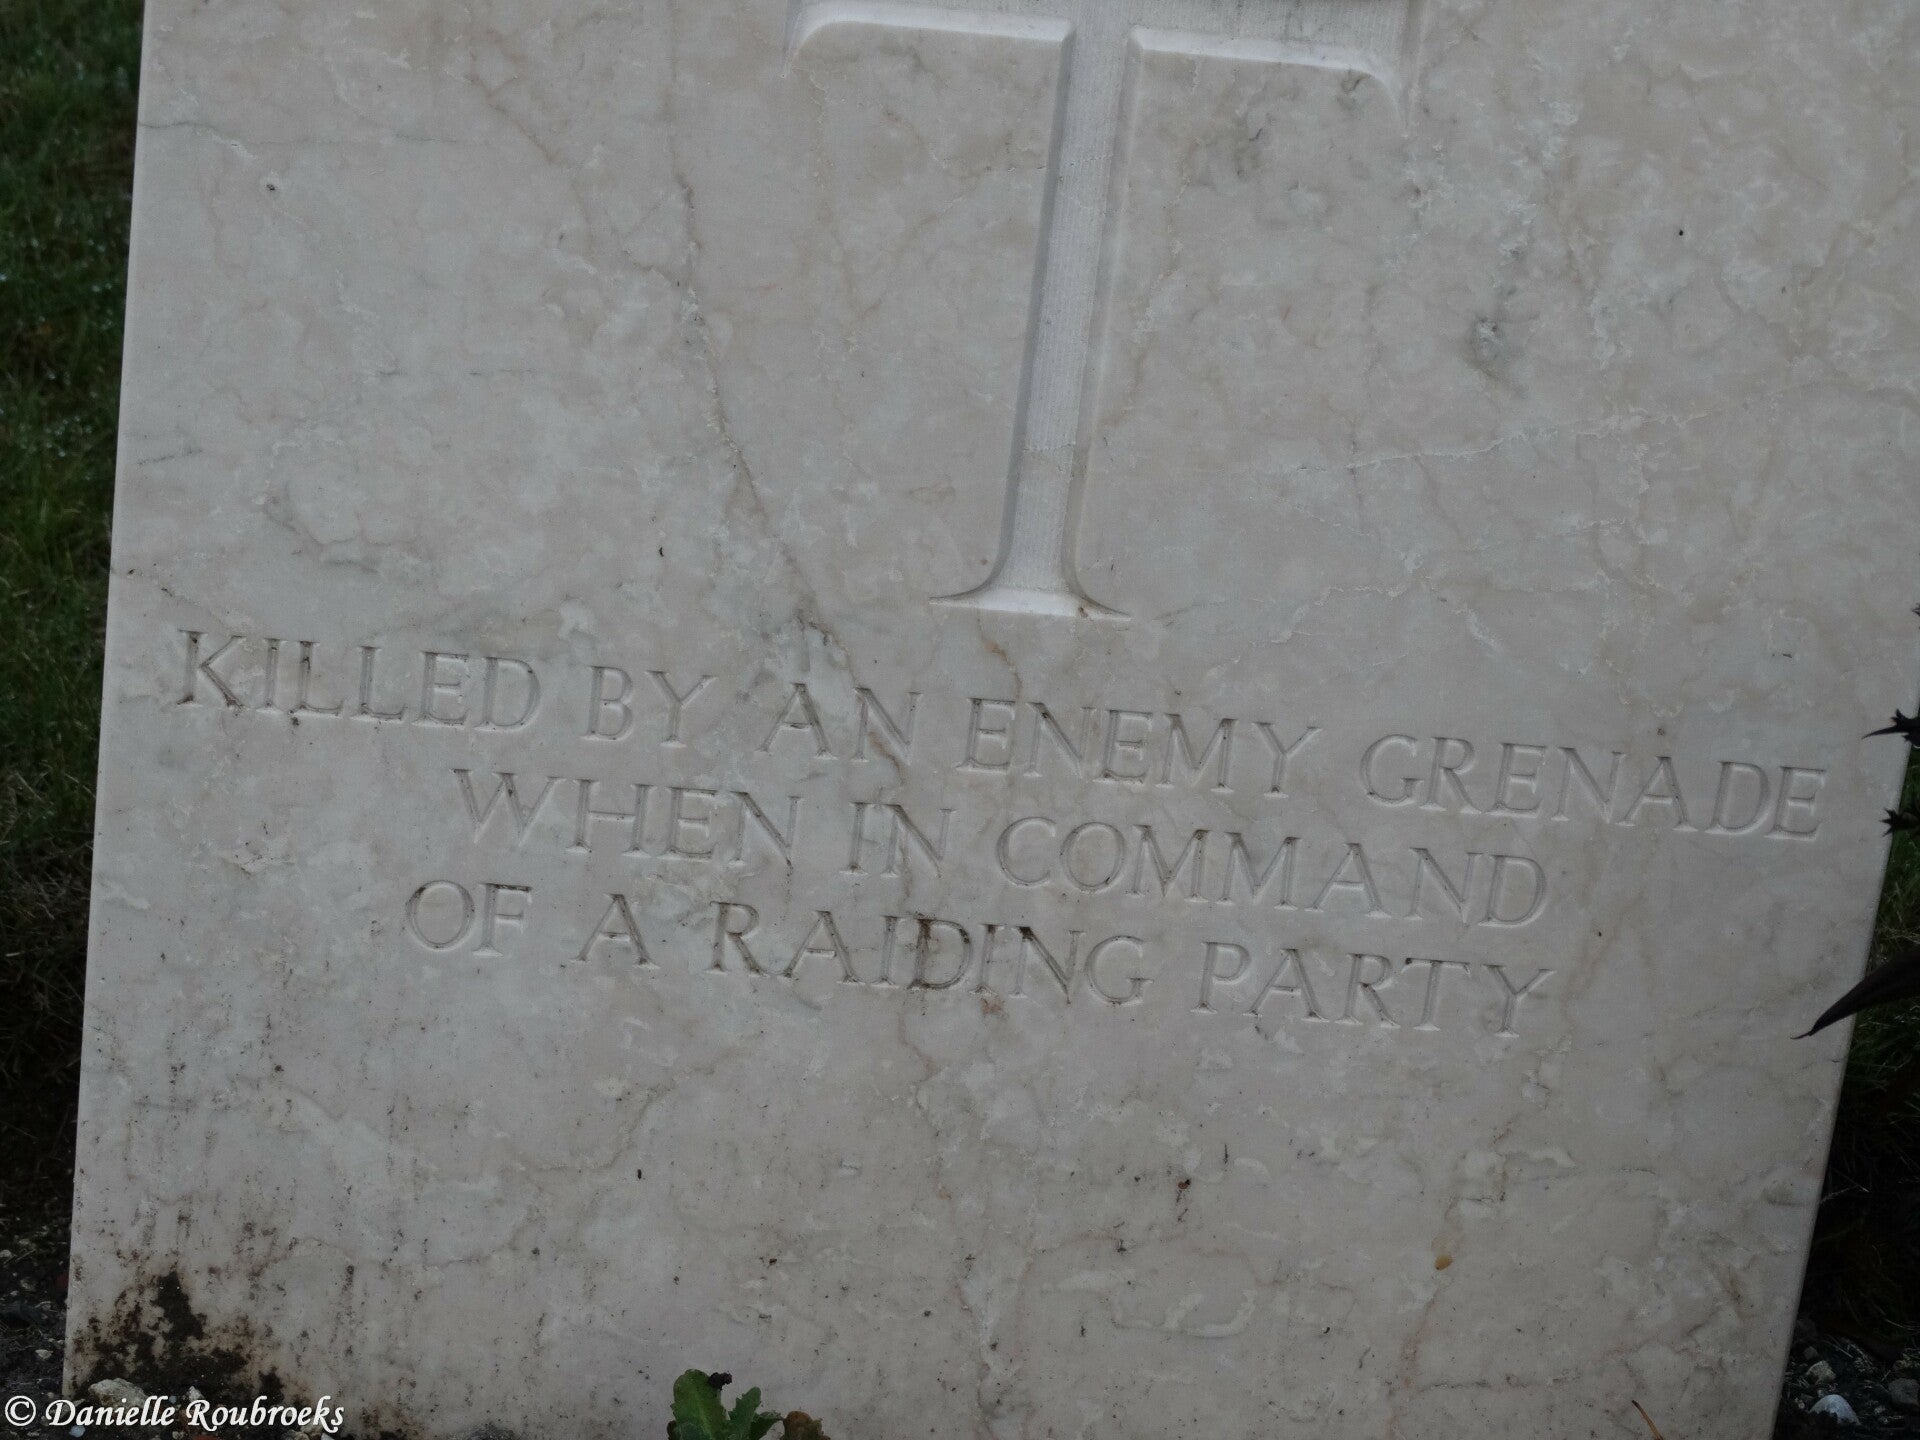 KILLED BY AN ENEMY GRENADE
WHEN IN COMMAND
OF A RAIDING PARTY
© Danielle Roubroeks